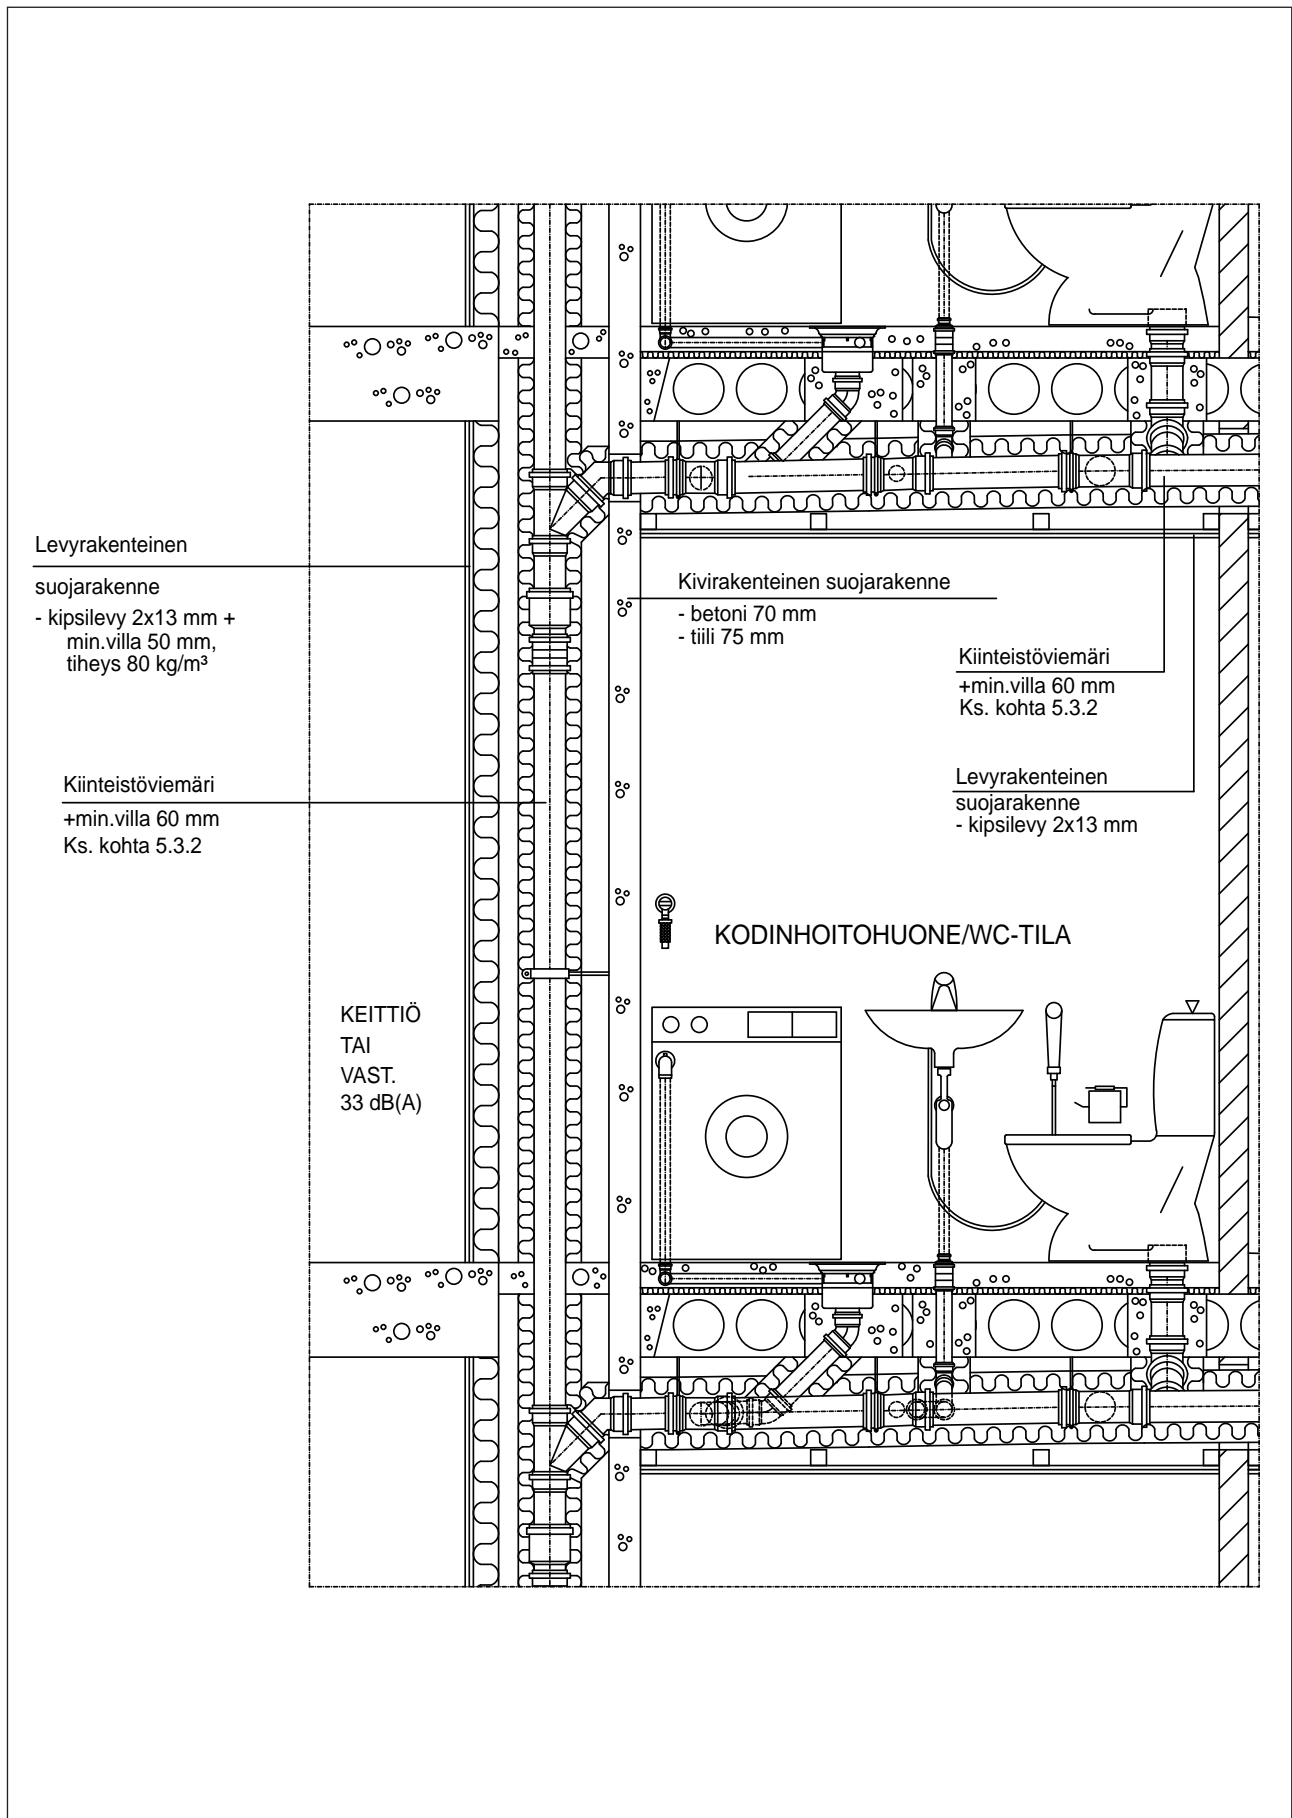 Levyrakenteinen
suojarakenne
- kipsilevy 2x13 mm +
min.villa 50 mm,
tiheys 80 kg/m³
Kivirakenteinen suojarakenne
- betoni 70 mm
- tiili 75 mm
Kiinteistöviemäri
+min.villa 60 mm
Ks. kohta 5.3.2
Levyrakenteinen
suojarakenne
- kipsilevy 2x13 mm
Kiinteistöviemäri
+min.villa 60 mm
Ks. kohta 5.3.2
KODINHOITOHUONE/WC-TILA
KEITTIÖ
TAI
VAST.
33 dB(A)